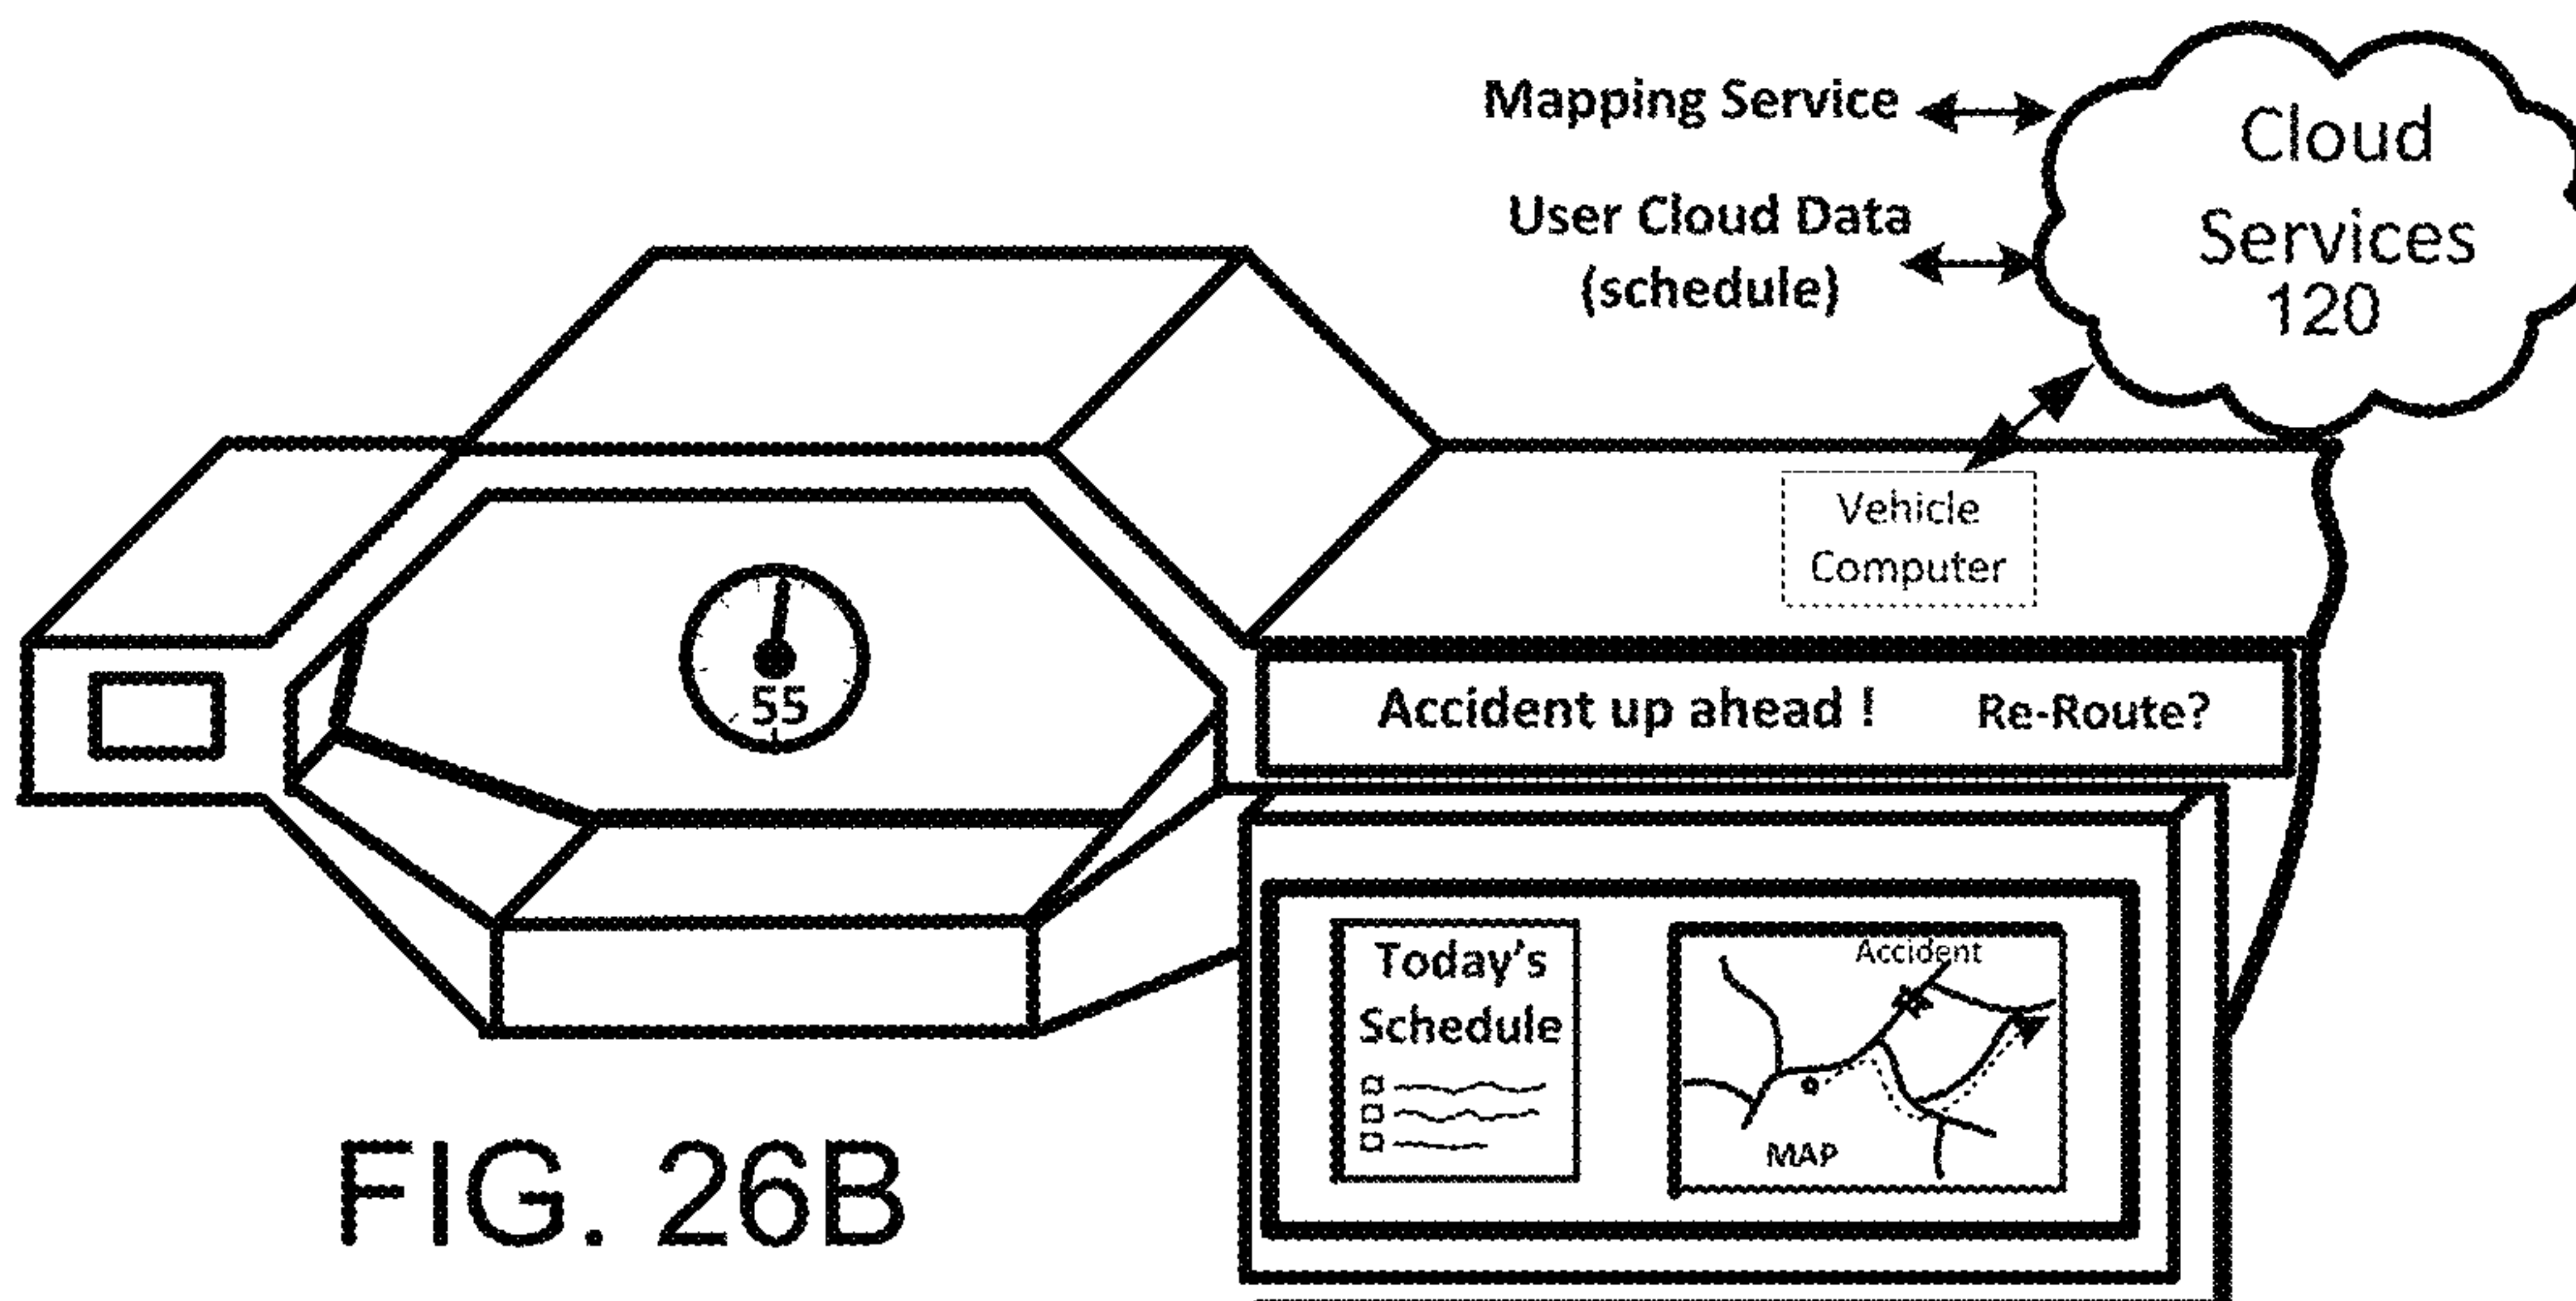 Mapping Service
User Cloud Data
(schedule)
Cloud
Services
120
Vehicle
Computer
55
Accident up ahead ! Re-Route?
Today's
Schedule
Accident
MAP
FIG. 26B